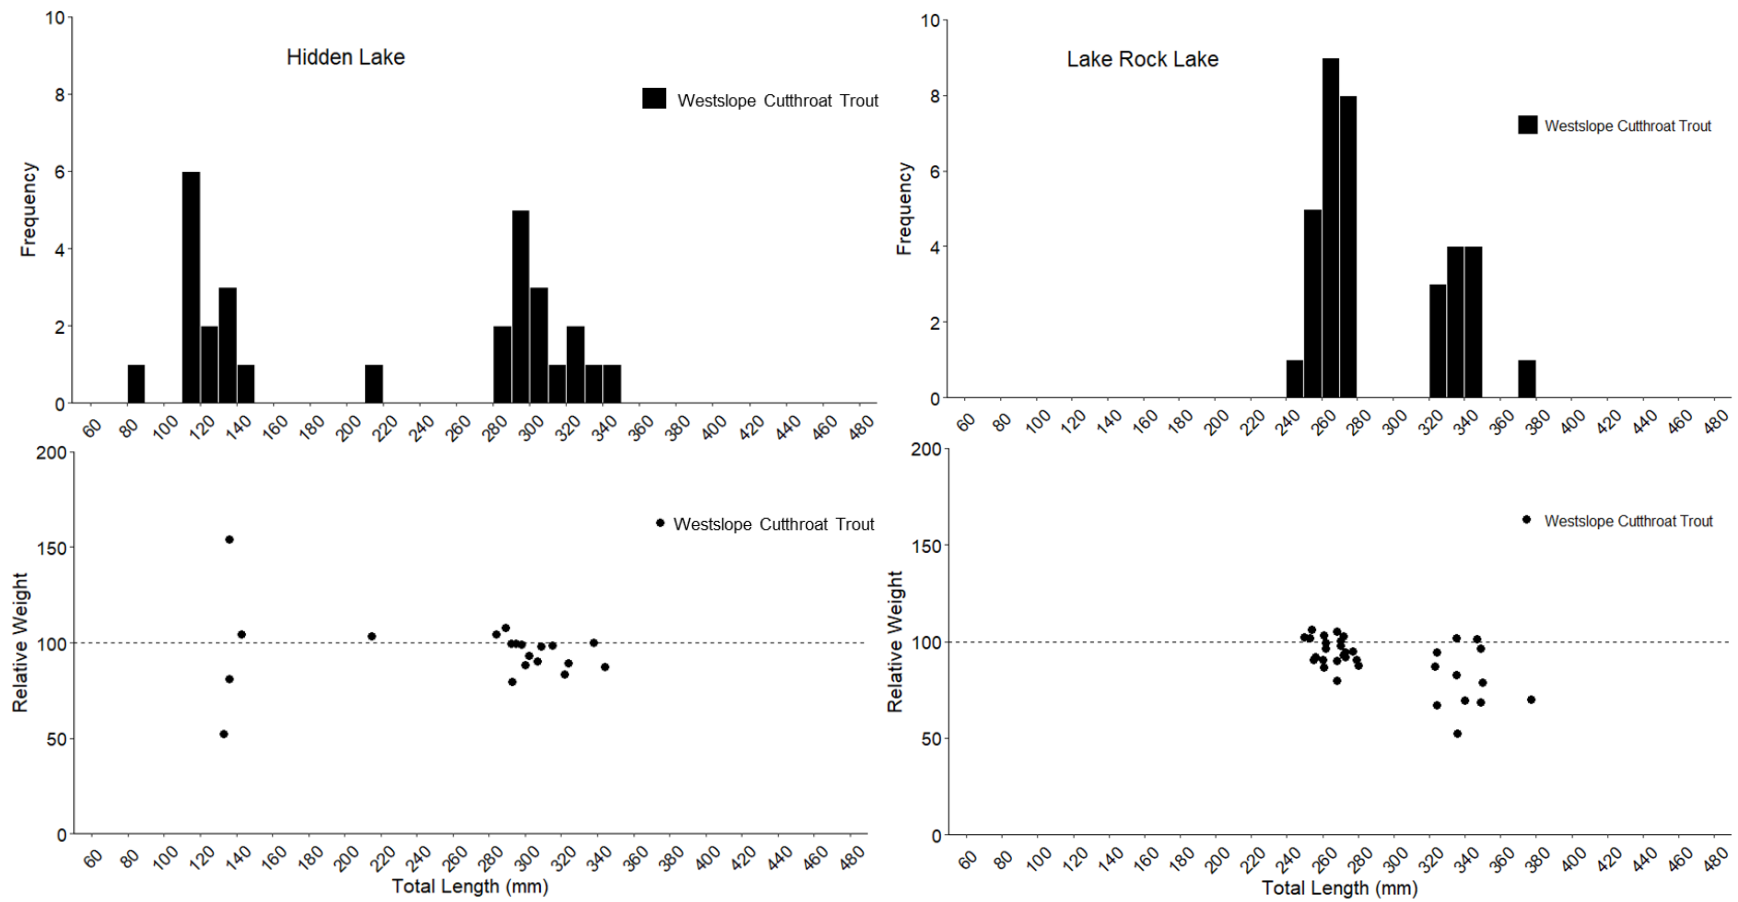 Hidden Lake
Westslope Cutthroat Trout
Frequency
10
8
6
4
2
0
60 80 100 120 140 160 180 200 220 240 260 280 300 320 340 360 380 400 420 440 460 480
Lake Rock Lake
Westslope Cutthroat Trout
Frequency
10
8
6
4
2
0
60 80 100 120 140 160 180 200 220 240 260 280 300 320 340 360 380 400 420 440 460 480
Westslope Cutthroat Trout
Relative Weight
200
150
100
50
0
60 80 100 120 140 160 180 200 220 240 260 280 300 320 340 360 380 400 420 440 460 480
Total Length (mm)
Westslope Cutthroat Trout
Relative Weight
200
150
100
50
0
60 80 100 120 140 160 180 200 220 240 260 280 300 320 340 360 380 400 420 440 460 480
Total Length (mm)